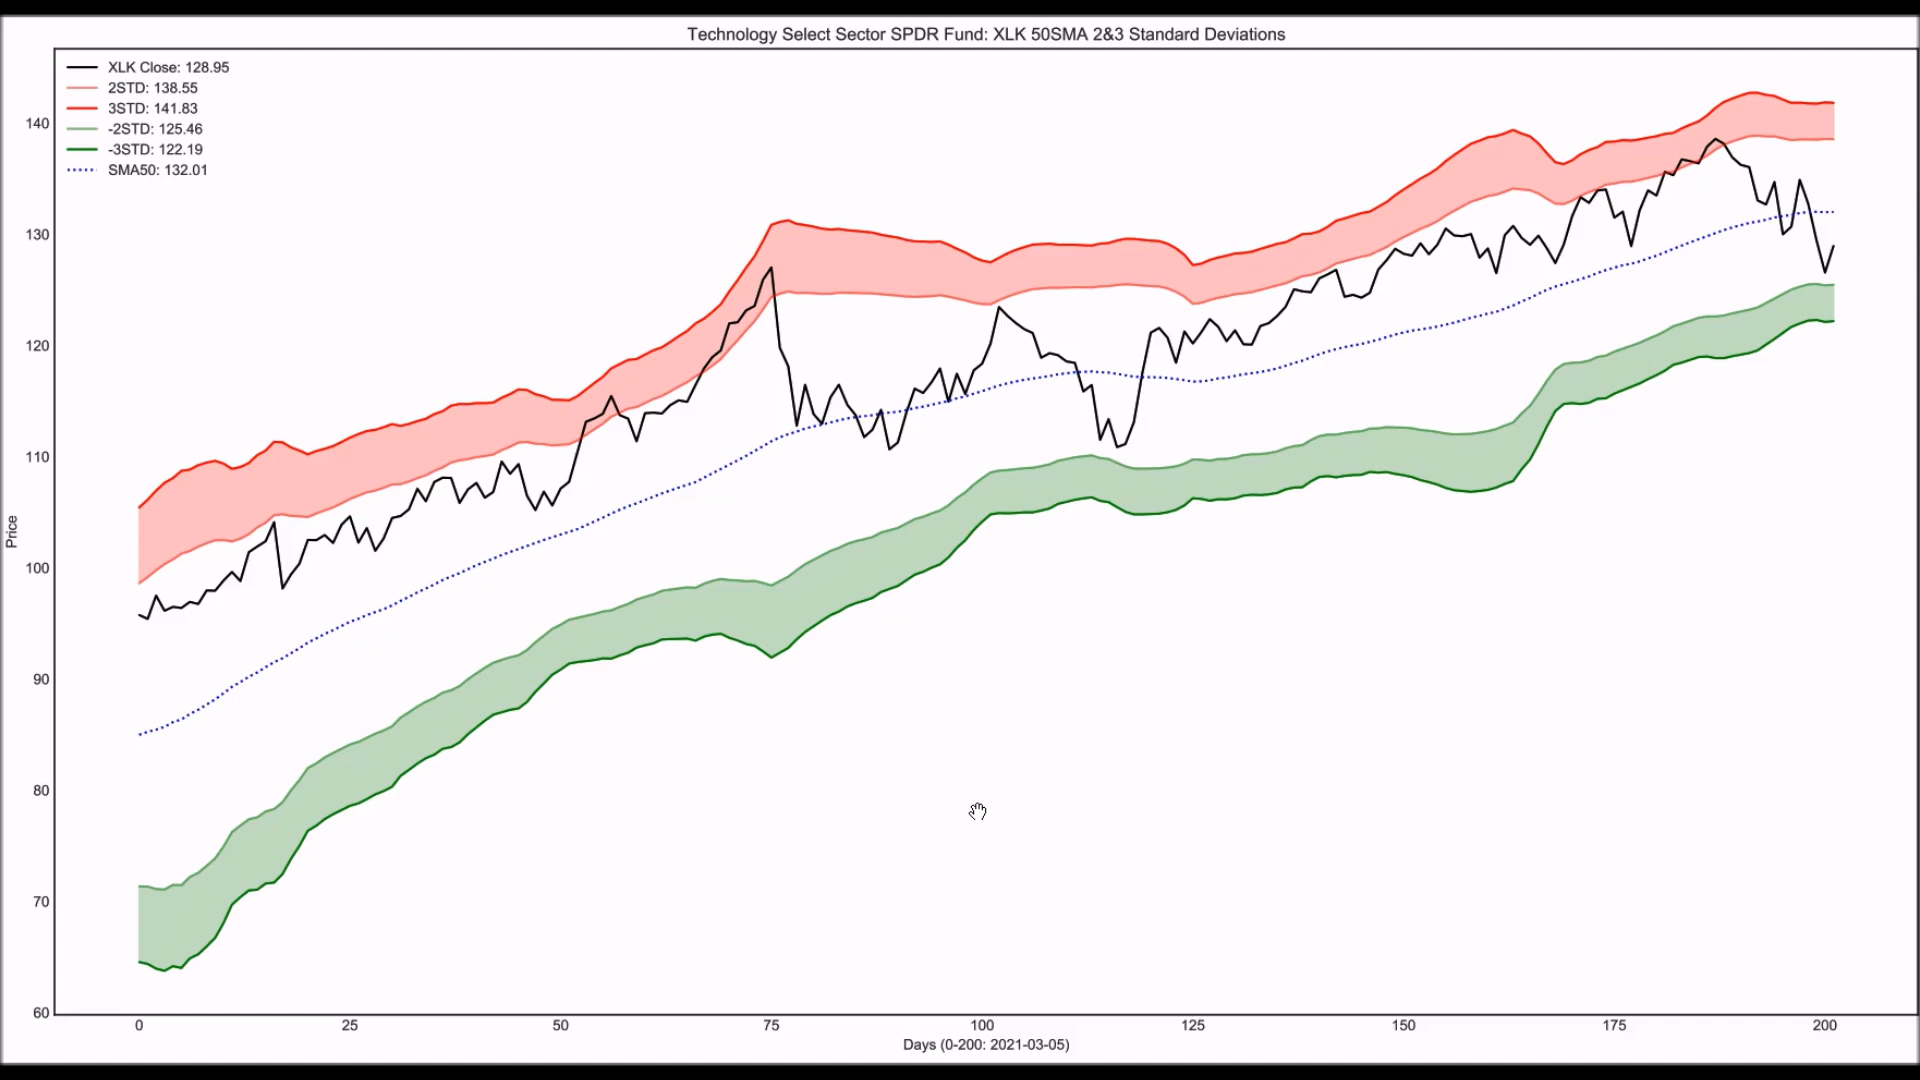 Technology Select Sector SPDR Fund: XLK 50SMA 2&3 Standard Deviations
XLK Close: 128.95
2STD: 138.55
3STD: 141.83
-2STD: 125.46
-3STD: 122.19
SMA50: 132.01
140
130
120
110
100
90
80
70
60
Price
0 25 50 75 100 125 150 175 200
Days (0-200: 2021-03-05)